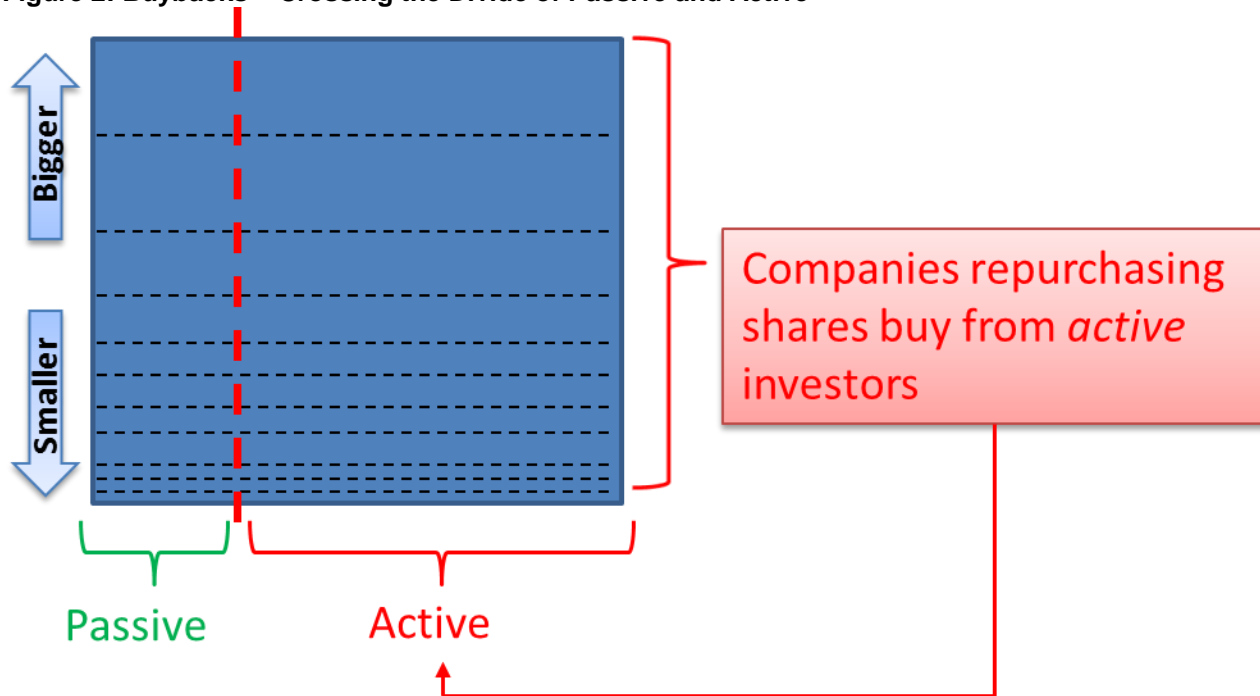 Bigger
Smaller
Companies repurchasing
shares buy from active
investors
Passive
Active